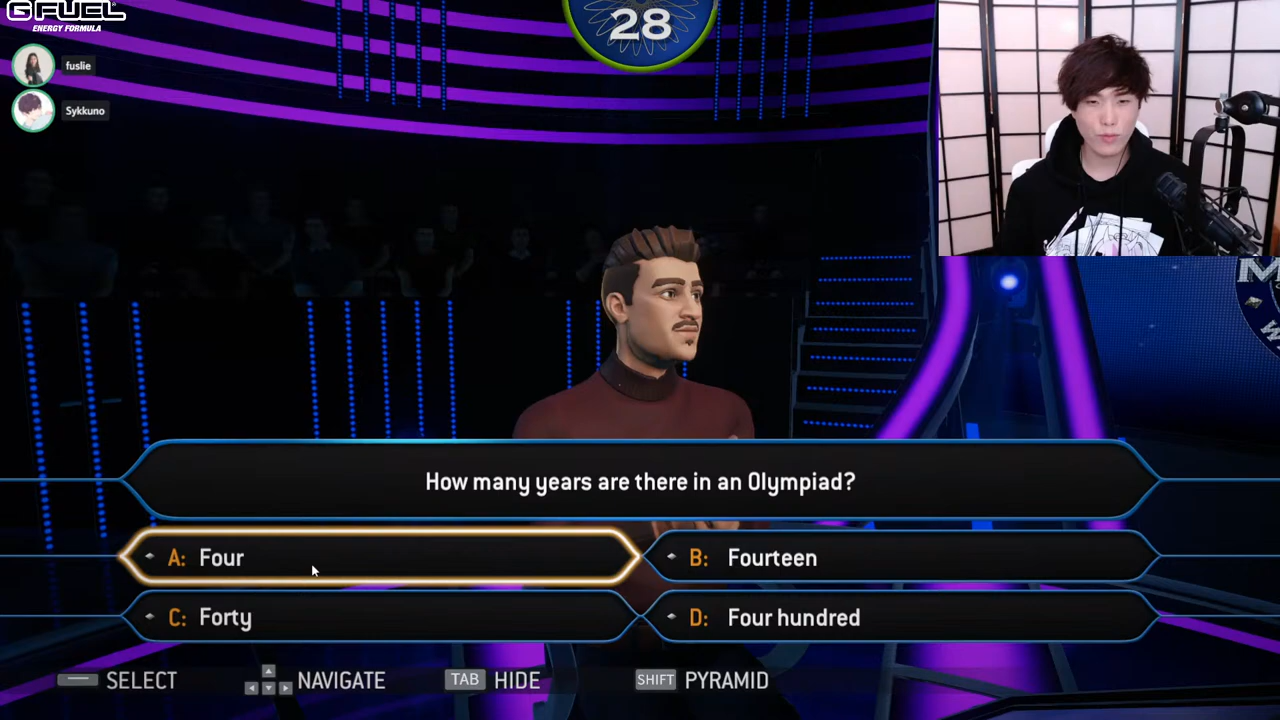 G FUEL
ENERGY FORMULA
28
fuslie
Sykkuno
How many years are there in an Olympiad?
A: Four
B: Fourteen
C: Forty
D: Four hundred
SELECT
NAVIGATE
TAB HIDE
SHIFT PYRAMID